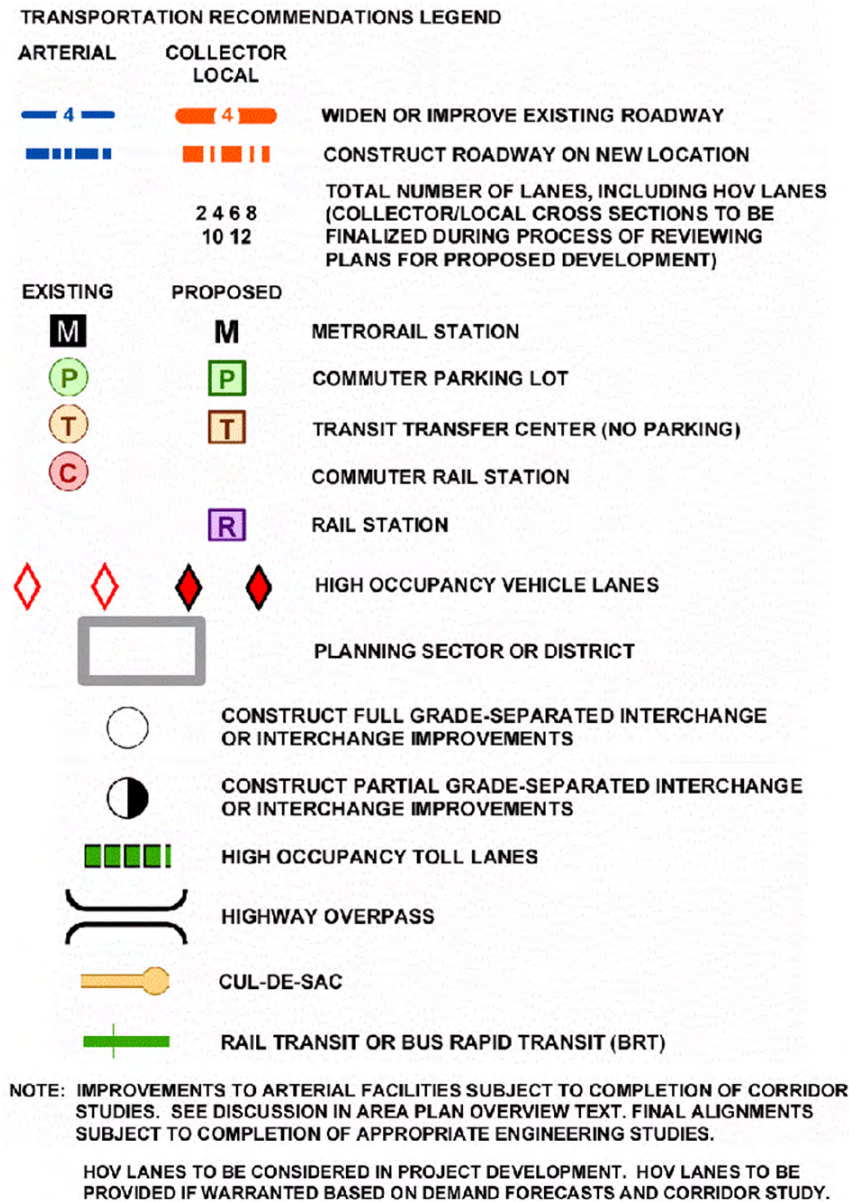 TRANSPORTATION RECOMMENDATIONS LEGEND
ARTERIAL COLLECTOR
LOCAL
4 4 WIDEN OR IMPROVE EXISTING ROADWAY
CONSTRUCT ROADWAY ON NEW LOCATION
TOTAL NUMBER OF LANES, INCLUDING HOV LANES
2 4 6 8 (COLLECTOR/LOCAL CROSS SECTIONS TO BE
10 12 FINALIZED DURING PROCESS OF REVIEWING
PLANS FOR PROPOSED DEVELOPMENT)
EXISTING PROPOSED
M M METRORAIL STATION
P P COMMUTER PARKING LOT
T T TRANSIT TRANSFER CENTER (NO PARKING)
C COMMUTER RAIL STATION
R RAIL STATION
HIGH OCCUPANCY VEHICLE LANES
PLANNING SECTOR OR DISTRICT
CONSTRUCT FULL GRADE-SEPARATED INTERCHANGE
OR INTERCHANGE IMPROVEMENTS
CONSTRUCT PARTIAL GRADE-SEPARATED INTERCHANGE
OR INTERCHANGE IMPROVEMENTS
HIGH OCCUPANCY TOLL LANES
HIGHWAY OVERPASS
CUL-DE-SAC
RAIL TRANSIT OR BUS RAPID TRANSIT (BRT)
NOTE: IMPROVEMENTS TO ARTERIAL FACILITIES SUBJECT TO COMPLETION OF CORRIDOR
STUDIES. SEE DISCUSSION IN AREA PLAN OVERVIEW TEXT. FINAL ALIGNMENTS
SUBJECT TO COMPLETION OF APPROPRIATE ENGINEERING STUDIES.
HOV LANES TO BE CONSIDERED IN PROJECT DEVELOPMENT. HOV LANES TO BE
PROVIDED IF WARRANTED BASED ON DEMAND FORECASTS AND CORRIDOR STUDY.